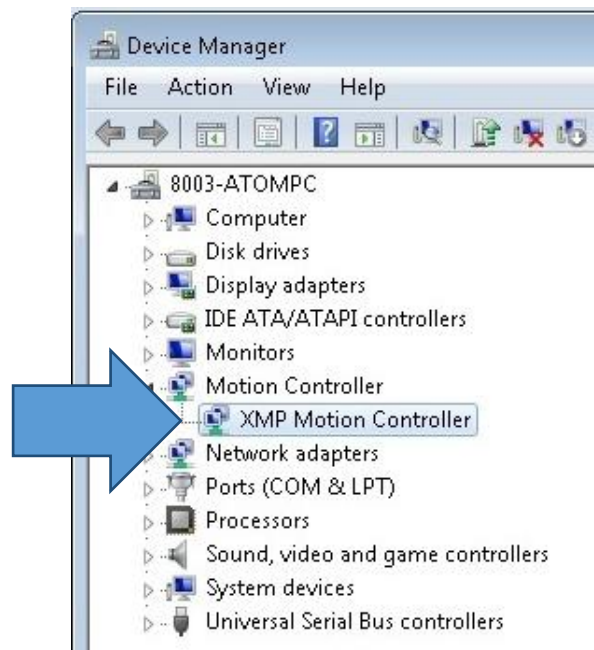 Device Manager
File Action View Help
8003-ATOMPC
Computer
Disk drives
Display adapters
IDE ATA/ATAPI controllers
Monitors
Motion Controller
XMP Motion Controller
Network adapters
Ports (COM & LPT)
Processors
Sound, video and game controllers
System devices
Universal Serial Bus controllers